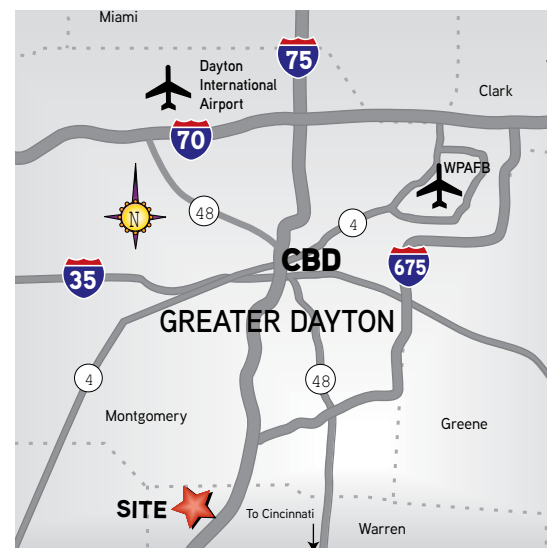 Miami
75
Dayton
International
Airport
Clark
70
WPAFB
N
48
4
CBD
675
35
GREATER DAYTON
4
48
Montgomery
Greene
SITE
To Cincinnati
Warren